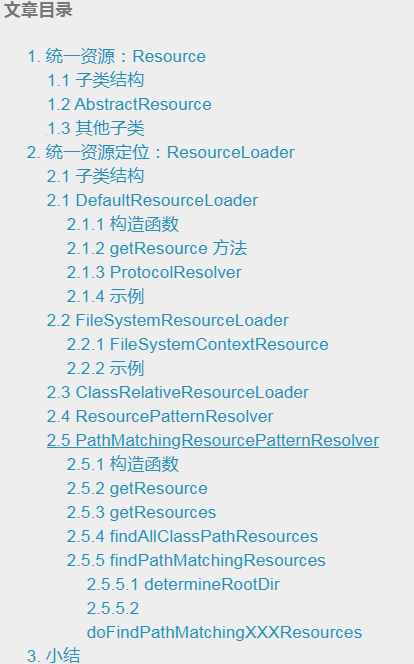 文章目录
1. 统一资源：Resource
1.1 子类结构
1.2 AbstractResource
1.3 其他子类
2. 统一资源定位：ResourceLoader
2.1 子类结构
2.1 DefaultResourceLoader
2.1.1 构造函数
2.1.2 getResource 方法
2.1.3 ProtocolResolver
2.1.4 示例
2.2 FileSystemResourceLoader
2.2.1 FileSystemContextResource
2.2.2 示例
2.3 ClassRelativeResourceLoader
2.4 ResourcePatternResolver
2.5 PathMatchingResourcePatternResolver
2.5.1 构造函数
2.5.2 getResource
2.5.3 getResources
2.5.4 findAllClassPathResources
2.5.5 findPathMatchingResources
2.5.5.1 determineRootDir
2.5.5.2
doFindPathMatchingXXXResources
3. 小结